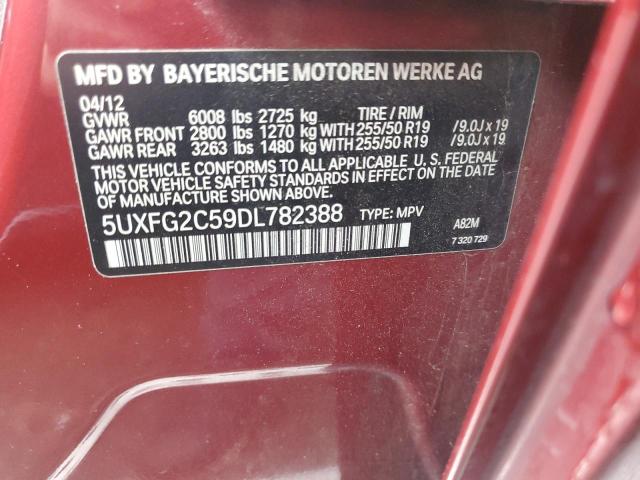 MFD BY BAYERISCHE MOTOREN WERKE AG
04/12
GVWR 6008 lbs 2725 kg TIRE / RIM
GAWR FRONT 2800 lbs 1270 kg WITH 255/50 R19 /9.0J x 19
GAWR REAR 3263 lbs 1480 kg WITH 255/50 R19 /9.0J x 19
THIS VEHICLE CONFORMS TO ALL APPLICABLE U. S. FEDERAL
MOTOR VEHICLE SAFETY STANDARDS IN EFFECT ON THE DATE
OF MANUFACTURE SHOWN ABOVE.
5UXFG2C59DL782388 TYPE: MPV A82M
7 320 729